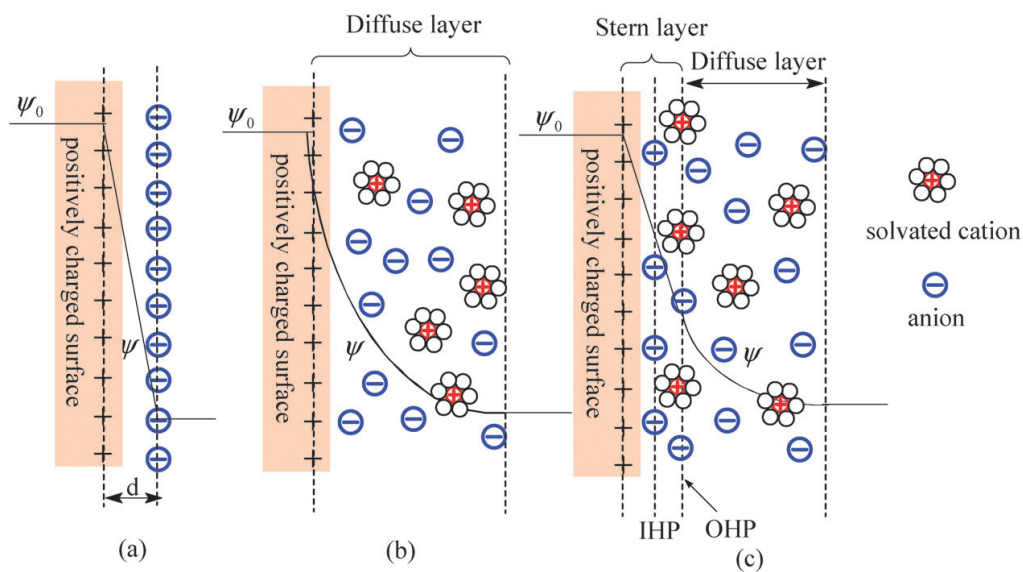 ψ₀
positively charged surface
ψ
d
(a)
Diffuse layer
ψ₀
positively charged surface
ψ
(b)
Stern layer
Diffuse layer
ψ₀
positively charged surface
ψ
IHP
OHP
(c)
solvated cation
anion